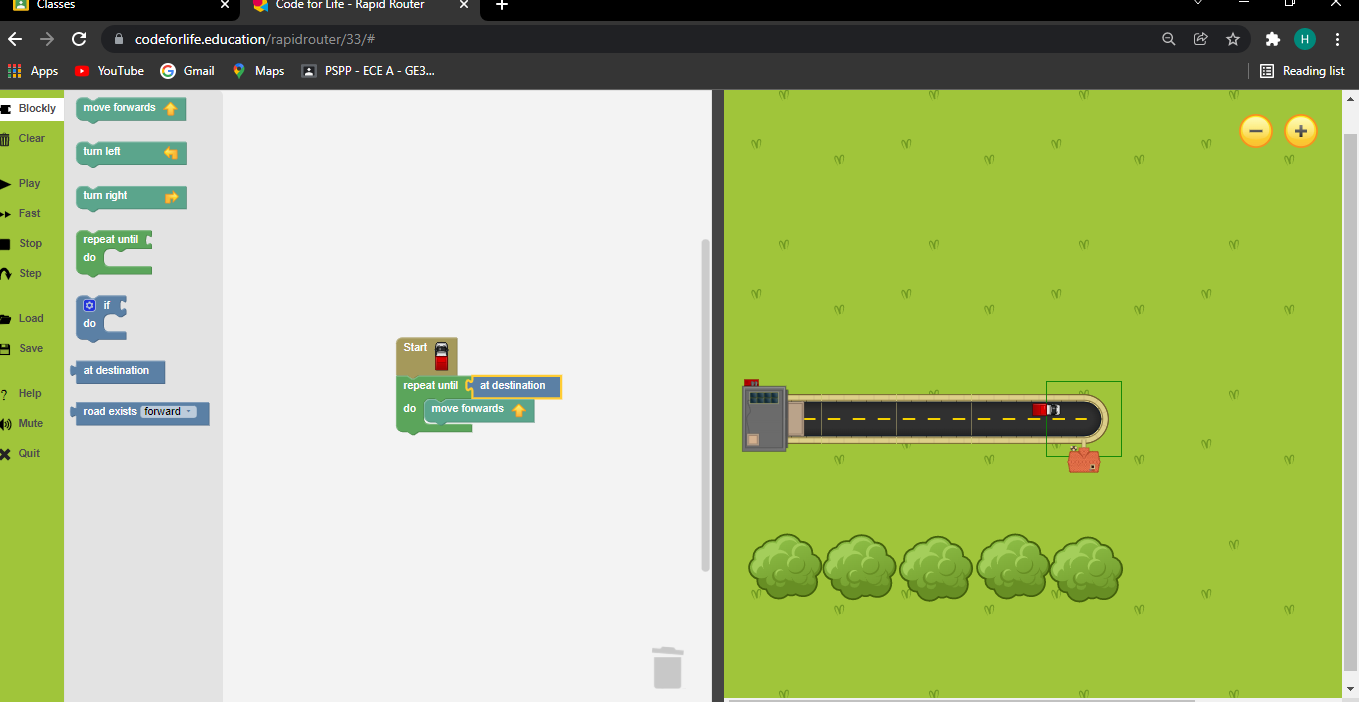 Classes
Code for Life - Rapid Router
codeforlife.education/rapidrouter/33/#
H
Apps
YouTube
Gmail
Maps
PSPP - ECE A - GE3...
Reading list
Blockly
Clear
Play
Fast
Stop
Step
Load
Save
Help
Mute
Quit
move forwards
turn left
turn right
repeat until
do
if
do
at destination
road exists forward
Start
repeat until at destination
do move forwards